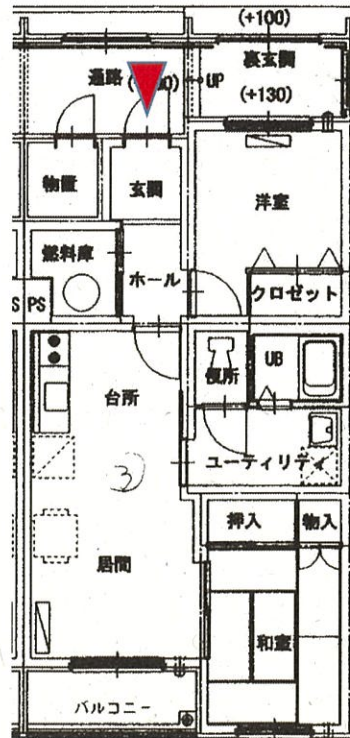 (+100)
通路
UP
裏玄関
(+130)
物置
玄関
洋室
燃料庫
ホール
クロゼット
S
PS
便所
UB
台所
ユーティリティ
3
押入
物入
居間
和室
バルコニー